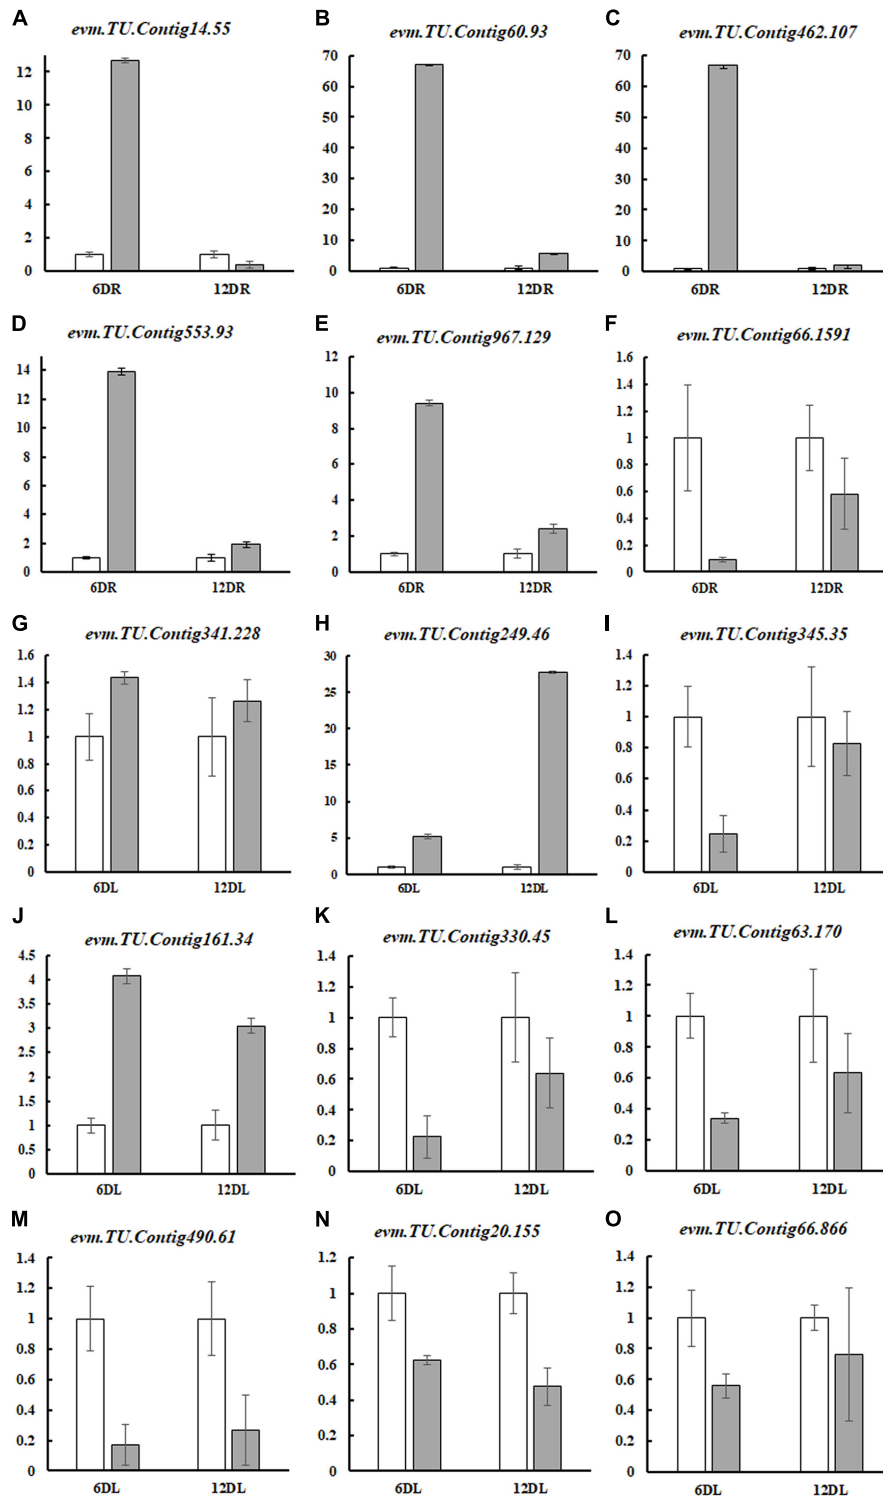 A
evm.TU.Contig14.55
12
10
8
6
4
2
0
6DR
12DR
B
evm.TU.Contig60.93
70
60
50
40
30
20
10
0
6DR
12DR
C
evm.TU.Contig462.107
70
60
50
40
30
20
10
0
6DR
12DR
D
evm.TU.Contig553.93
14
12
10
8
6
4
2
0
6DR
12DR
E
evm.TU.Contig967.129
12
10
8
6
4
2
0
6DR
12DR
F
evm.TU.Contig66.1591
1.6
1.4
1.2
1
0.8
0.6
0.4
0.2
0
6DR
12DR
G
evm.TU.Contig341.228
1.6
1.4
1.2
1
0.8
0.6
0.4
0.2
0
6DL
12DL
H
evm.TU.Contig249.46
30
25
20
15
10
5
0
6DL
12DL
I
evm.TU.Contig345.35
1.4
1.2
1
0.8
0.6
0.4
0.2
0
6DL
12DL
J
evm.TU.Contig161.34
4.5
4
3.5
3
2.5
2
1.5
1
0.5
0
6DL
12DL
K
evm.TU.Contig330.45
1.4
1.2
1
0.8
0.6
0.4
0.2
0
6DL
12DL
L
evm.TU.Contig63.170
1.4
1.2
1
0.8
0.6
0.4
0.2
0
6DL
12DL
M
evm.TU.Contig490.61
1.4
1.2
1
0.8
0.6
0.4
0.2
0
6DL
12DL
N
evm.TU.Contig20.155
1.2
1
0.8
0.6
0.4
0.2
0
6DL
12DL
O
evm.TU.Contig66.866
1.4
1.2
1
0.8
0.6
0.4
0.2
0
6DL
12DL